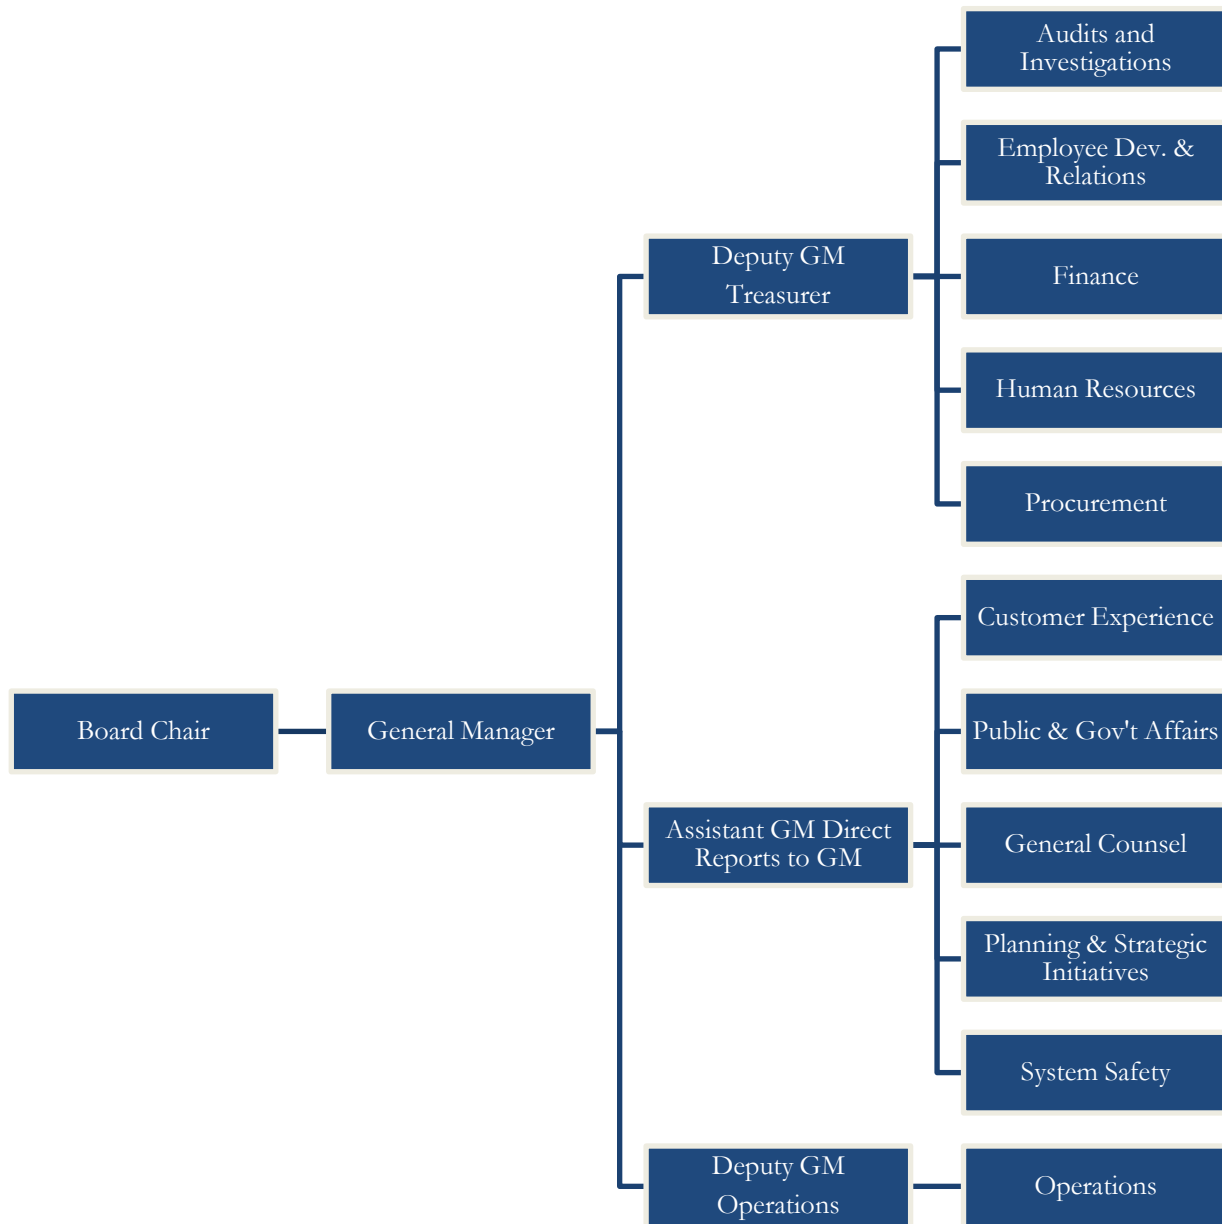 Audits and
Investigations
Employee Dev. &
Relations
Deputy GM
Treasurer
Finance
Human Resources
Procurement
Customer Experience
Board Chair
General Manager
Public & Gov't Affairs
Assistant GM Direct
Reports to GM
General Counsel
Planning & Strategic
Initiatives
System Safety
Deputy GM
Operations
Operations